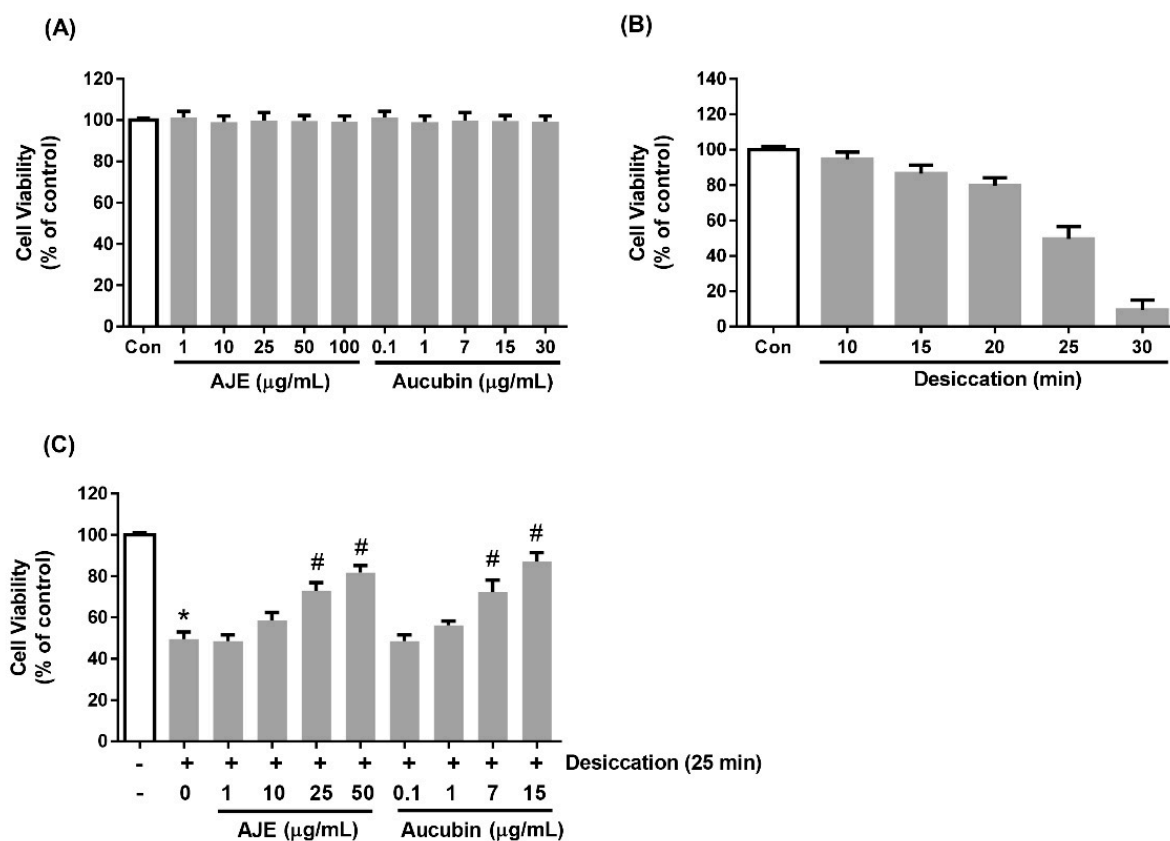 (A)
Cell Viability
(% of control)
120
100
80
60
40
20
0
Con 1 10 25 50 100 0.1 1 7 15 30
AJE (μg/mL) Aucubin (μg/mL)
(B)
Cell Viability
(% of control)
140
120
100
80
60
40
20
0
Con 10 15 20 25 30
Desiccation (min)
(C)
Cell Viability
(% of control)
120
100
80
60
40
20
0
* # # # #
- + + + + + + + + + Desiccation (25 min)
- 0 1 10 25 50 0.1 1 7 15
AJE (μg/mL) Aucubin (μg/mL)